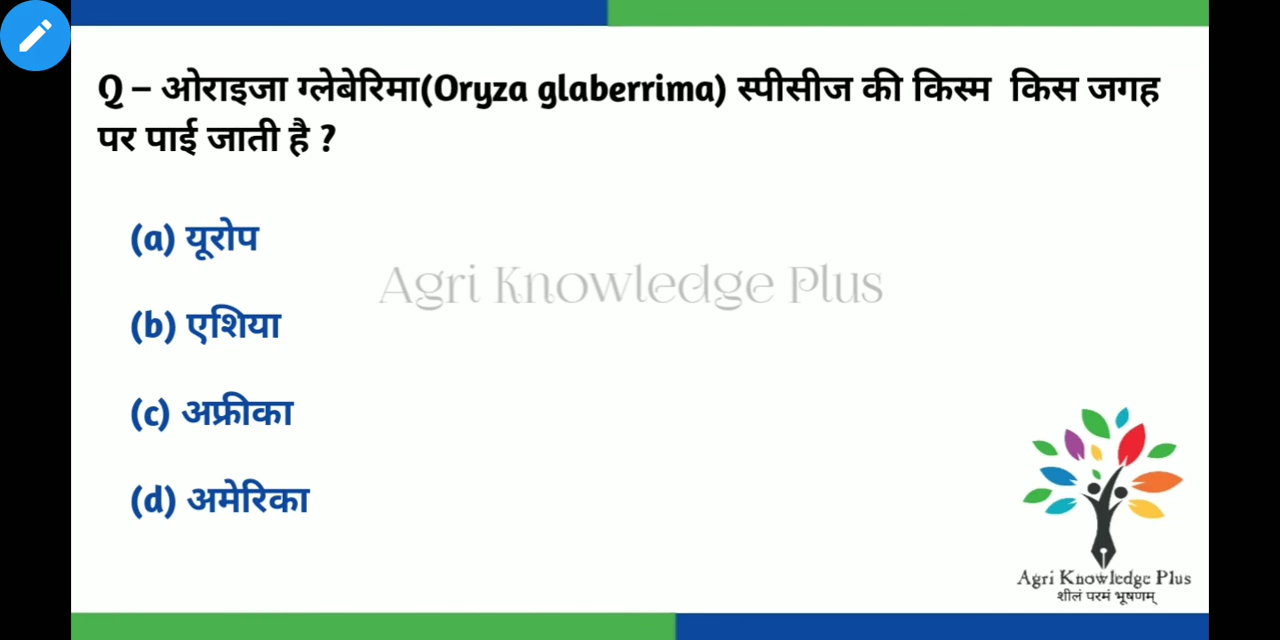 Q – ओराइजा ग्लेबेरिमा(Oryza glaberrima) स्पीसीज की किस्म किस जगह
पर पाई जाती है ?
(a) यूरोप
Agri Knowledge Plus
(b) एशिया
(c) अफ्रीका
(d) अमेरिका
Agri Knowledge Plus
शीलं परमं भूषणम्